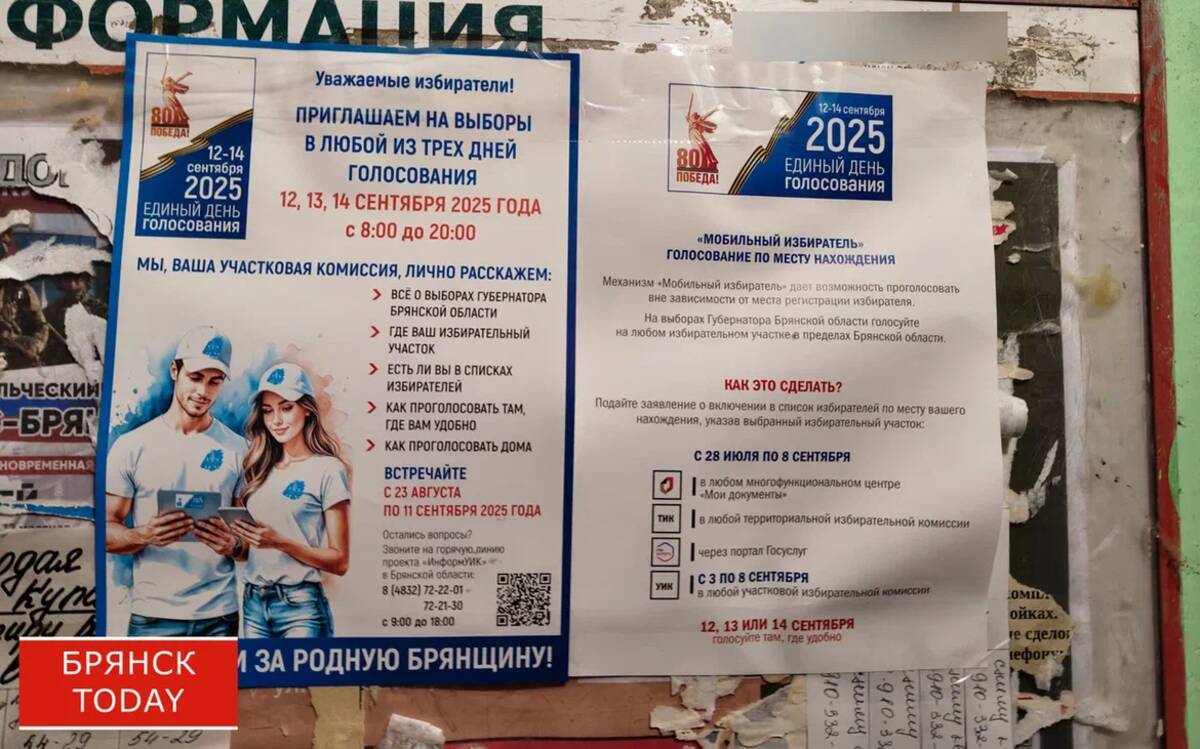 ФОРМАЦИЯ
80
ПОБЕДА!
12-14
сентября
2025
ЕДИНЫЙ ДЕНЬ
ГОЛОСОВАНИЯ
Уважаемые избиратели!
ПРИГЛАШАЕМ НА ВЫБОРЫ
В ЛЮБОЙ ИЗ ТРЕХ ДНЕЙ
ГОЛОСОВАНИЯ
12, 13, 14 СЕНТЯБРЯ 2025 ГОДА
с 8:00 до 20:00
МЫ, ВАША УЧАСТКОВАЯ КОМИССИЯ, ЛИЧНО РАССКАЖЕМ:
ВСЁ О ВЫБОРАХ ГУБЕРНАТОРА
БРЯНСКОЙ ОБЛАСТИ
ГДЕ ВАШ ИЗБИРАТЕЛЬНЫЙ
УЧАСТОК
ЕСТЬ ЛИ ВЫ В СПИСКАХ
ИЗБИРАТЕЛЕЙ
КАК ПРОГОЛОСОВАТЬ ТАМ,
ГДЕ ВАМ УДОБНО
КАК ПРОГОЛОСОВАТЬ ДОМА
ВСТРЕЧАЙТЕ
С 23 АВГУСТА
ПО 11 СЕНТЯБРЯ 2025 ГОДА
Остались вопросы?
Звоните на горячую линию
проекта «ИнформУИК»
в Брянской области:
8 (4832) 72-22-01
72-21-30
с 9:00 до 18:00
И ЗА РОДНУЮ БРЯНЩИНУ!
80
ПОБЕДА!
12-14 сентября
2025
ЕДИНЫЙ ДЕНЬ
ГОЛОСОВАНИЯ
«МОБИЛЬНЫЙ ИЗБИРАТЕЛЬ»
ГОЛОСОВАНИЕ ПО МЕСТУ НАХОЖДЕНИЯ
Механизм «Мобильный избиратель» дает возможность проголосовать
вне зависимости от места регистрации избирателя.
На выборах Губернатора Брянской области голосуйте
на любом избирательном участке в пределах Брянской области.
КАК ЭТО СДЕЛАТЬ?
Подайте заявление о включении в список избирателей по месту вашего
нахождения, указав выбранный избирательный участок:
С 28 ИЮЛЯ ПО 8 СЕНТЯБРЯ
в любом многофункциональном центре
«Мои документы»
ТИК
в любой территориальной избирательной комиссии
через портал Госуслуг
С 3 ПО 8 СЕНТЯБРЯ
УИК
в любой участковой избирательной комиссии
12, 13 ИЛИ 14 СЕНТЯБРЯ
голосуйте там, где удобно
ЛЬЧЕСКИЙ
-БРЯ
НОВРЕМЕННАЯ
БРЯНСК
TODAY
54-29 54-29
ойках.